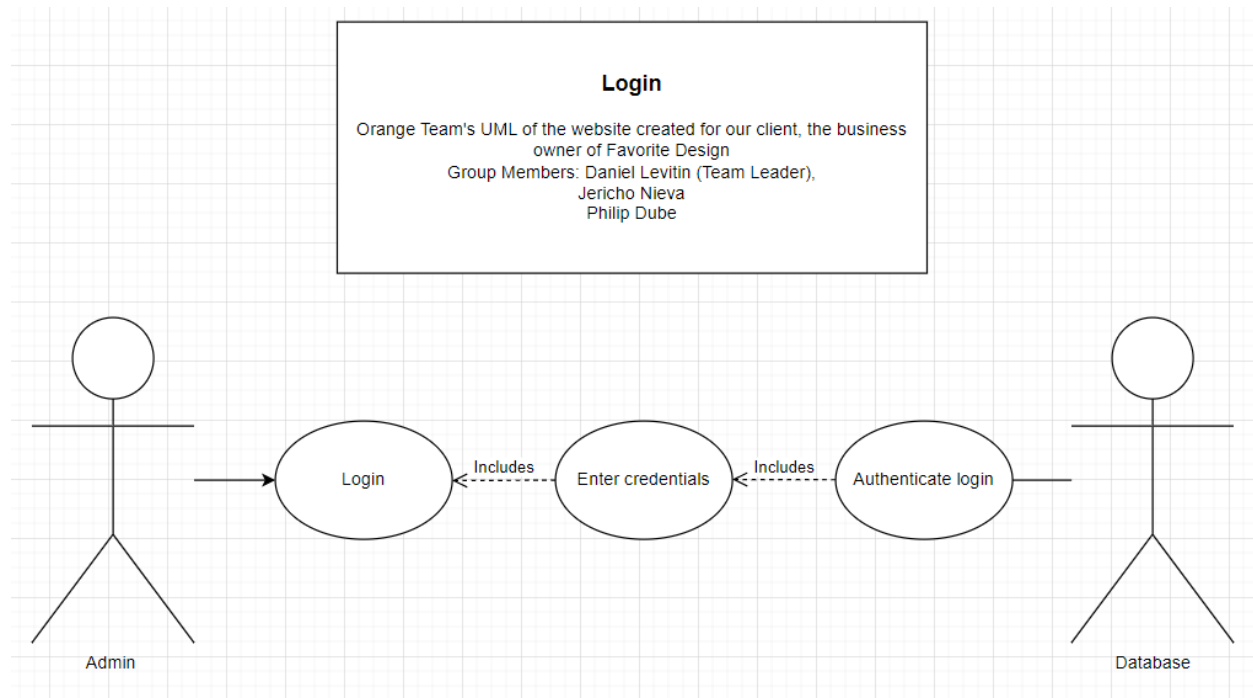 Login
Orange Team's UML of the website created for our client, the business
owner of Favorite Design
Group Members: Daniel Levitin (Team Leader),
Jericho Nieva
Philip Dube
Login
Includes
Enter credentials
Includes
Authenticate login
Admin
Database